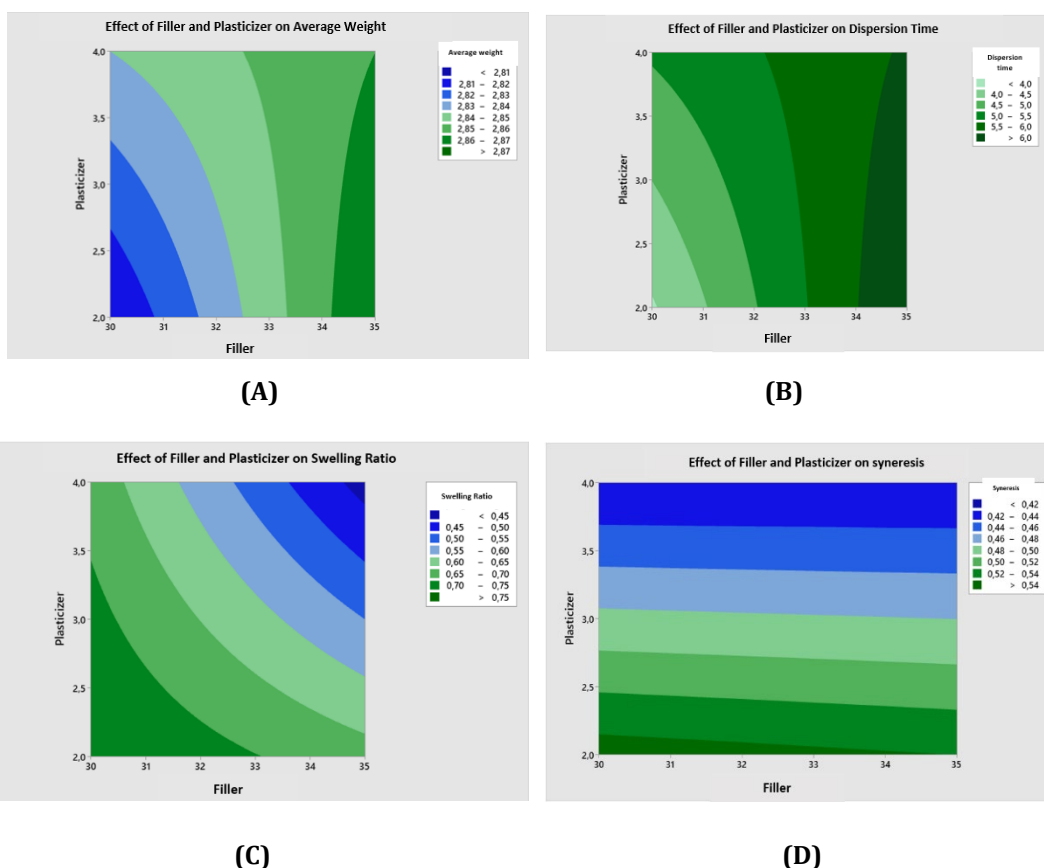 Effect of Filler and Plasticizer on Average Weight
Average weight
< 2,81
2,81 – 2,82
2,82 – 2,83
2,83 – 2,84
2,84 – 2,85
2,85 – 2,86
2,86 – 2,87
> 2,87
Plasticizer
4,0
3,5
3,0
2,5
2,0
30 31 32 33 34 35
Filler
(A)
Effect of Filler and Plasticizer on Dispersion Time
Dispersion
time
< 4,0
4,0 – 4,5
4,5 – 5,0
5,0 – 5,5
5,5 – 6,0
> 6,0
Plasticizer
4,0
3,5
3,0
2,5
2,0
30 31 32 33 34 35
Filler
(B)
Effect of Filler and Plasticizer on Swelling Ratio
Swelling Ratio
< 0,45
0,45 – 0,50
0,50 – 0,55
0,55 – 0,60
0,60 – 0,65
0,65 – 0,70
0,70 – 0,75
> 0,75
Plasticizer
4,0
3,5
3,0
2,5
2,0
30 31 32 33 34 35
Filler
(C)
Effect of Filler and Plasticizer on syneresis
Syneresis
< 0,42
0,42 – 0,44
0,44 – 0,46
0,46 – 0,48
0,48 – 0,50
0,50 – 0,52
0,52 – 0,54
> 0,54
Plasticizer
4,0
3,5
3,0
2,5
2,0
30 31 32 33 34 35
Filler
(D)